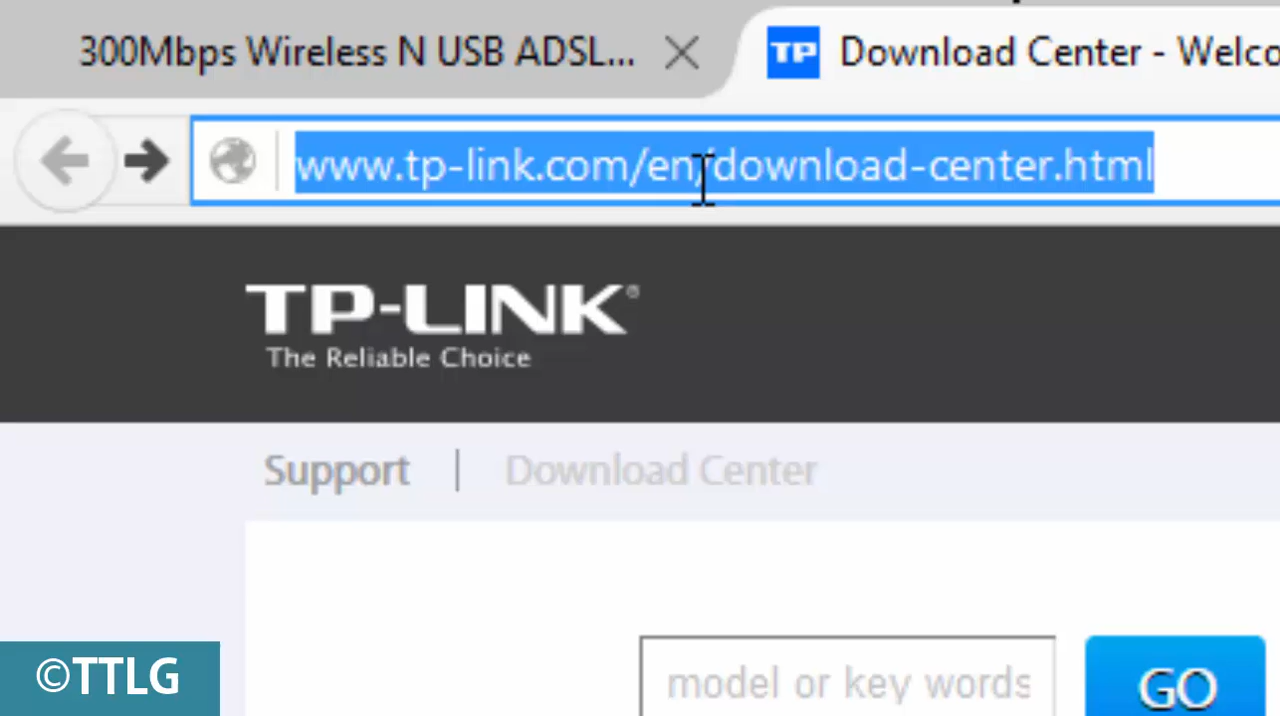 300Mbps Wireless N USB ADSL...
TP Download Center - Welco
www.tp-link.com/en/download-center.html
TP-LINK®
The Reliable Choice
Support | Download Center
model or key words GO
©TTLG